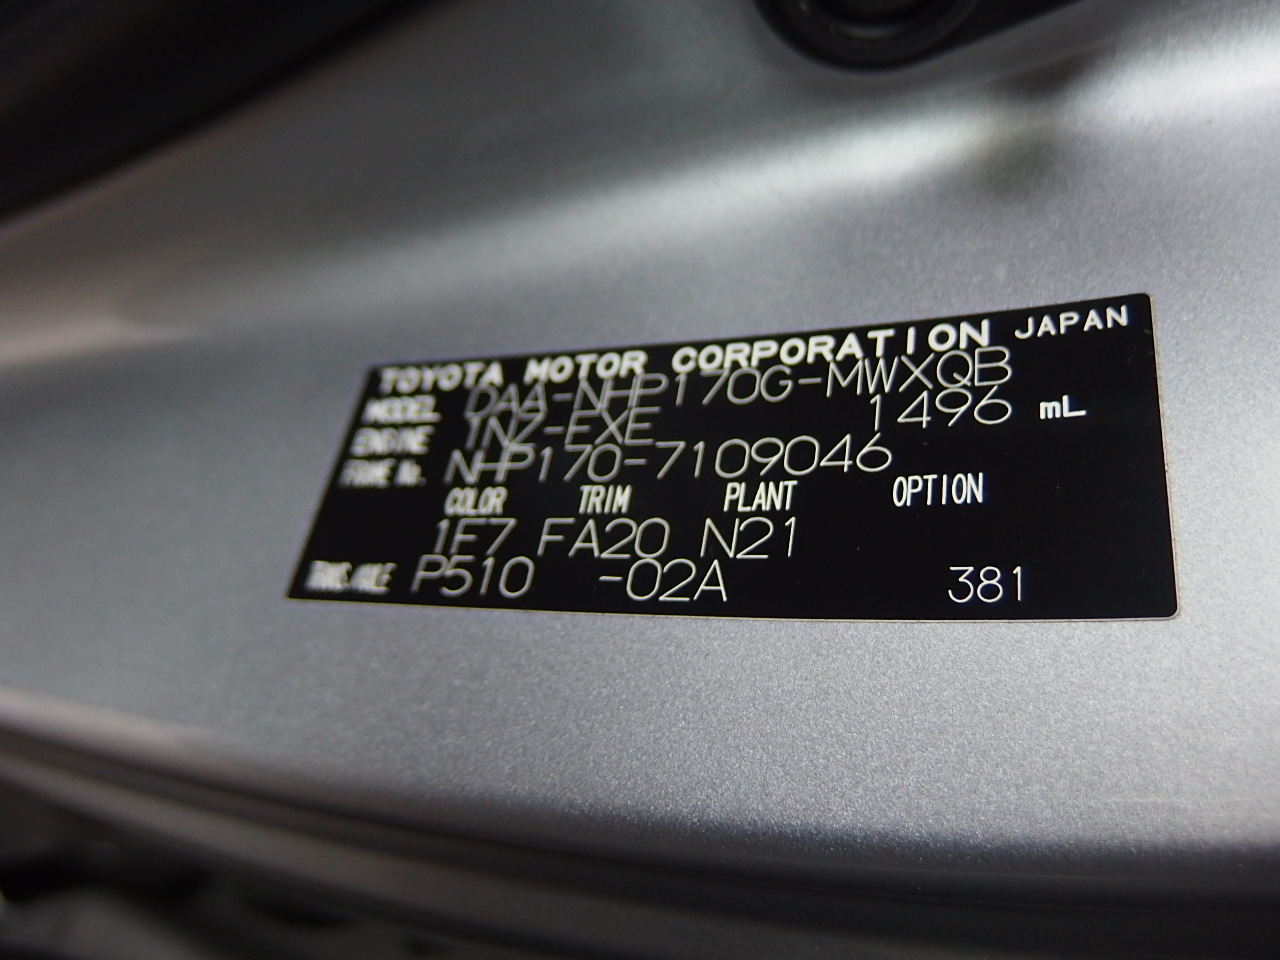 TOYOTA MOTOR CORPORATION JAPAN
MODEL DAA-NHP170G-MWXQB
ENGINE 1NZ-FXE 1496 mL
FRAME No. NHP170-7109046
COLOR TRIM PLANT OPTION
1F7 FA20 N21
TRANS./AXLE P510 -02A 381